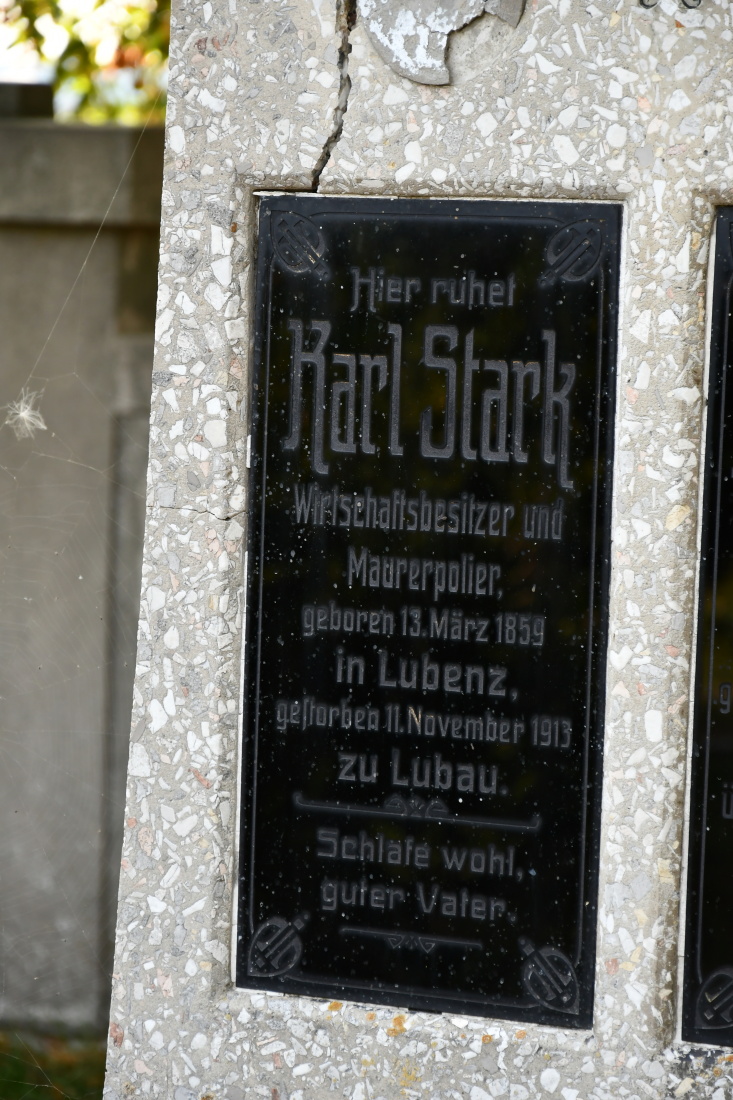 Hier ruhet
Karl Stark
Wirtschaftsbesitzer und
Maurerpolier,
geboren 13. März 1859
in Lubenz,
gestorben 11. November 1913
zu Lubau.
Schlafe wohl,
guter Vater.